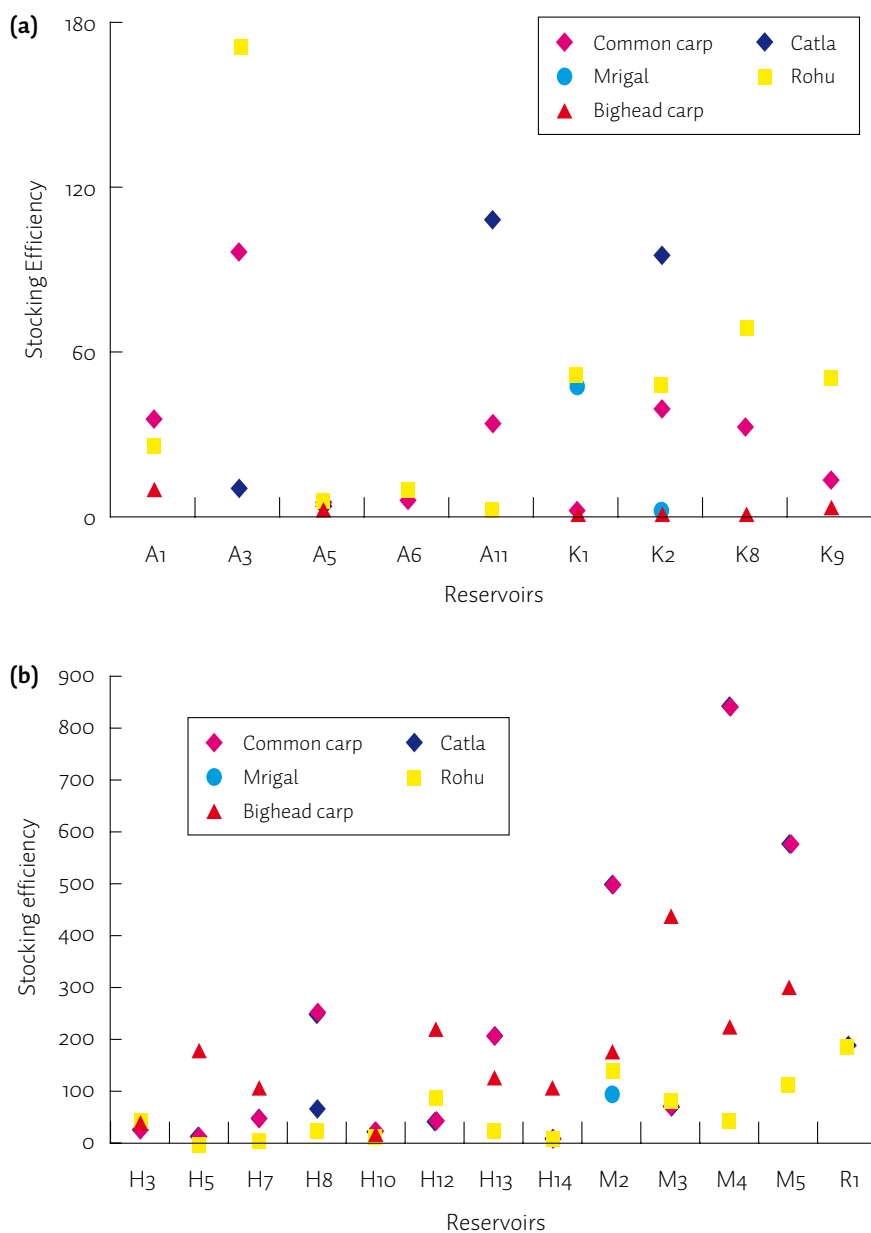 (a)
180
120
60
0
Stocking Efficiency
Common carp Catla
Mrigal Rohu
Bighead carp
A1 A3 A5 A6 A11 K1 K2 K8 K9
Reservoirs
(b)
900
800
700
600
500
400
300
200
100
0
Stocking efficiency
Common carp Catla
Mrigal Rohu
Bighead carp
H3 H5 H7 H8 H10 H12 H13 H14 M2 M3 M4 M5 R1
Reservoirs